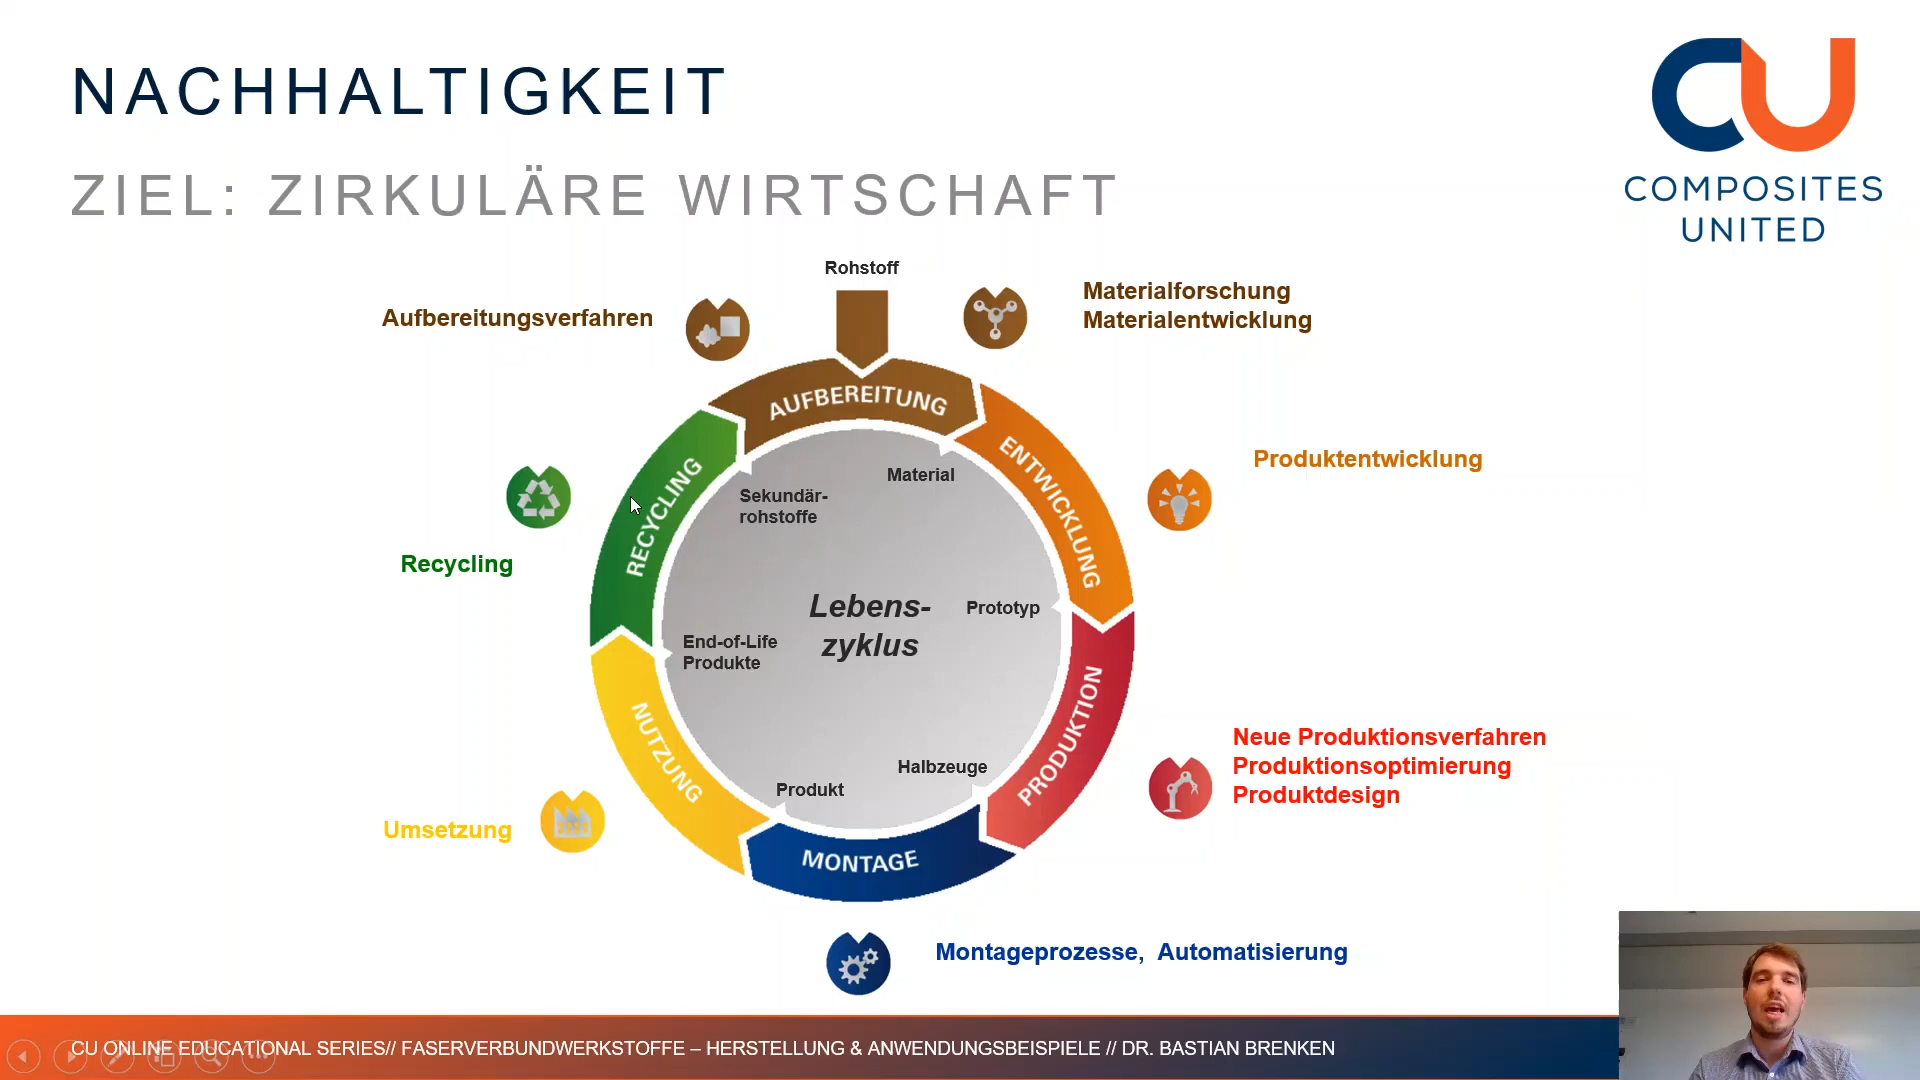 NACHHALTIGKEIT
ZIEL: ZIRKULÄRE WIRTSCHAFT
CU
COMPOSITES
UNITED
Rohstoff
Aufbereitungsverfahren
Materialforschung
Materialentwicklung
AUFBEREITUNG
ENTWICKLUNG
Produktentwicklung
Material
Sekundär-
rohstoffe
RECYCLING
Recycling
Lebens-
zyklus
Prototyp
End-of-Life
Produkte
PRODUKTION
Neue Produktionsverfahren
Produktionsoptimierung
Produktdesign
Halbzeuge
Produkt
NUTZUNG
Umsetzung
MONTAGE
Montageprozesse, Automatisierung
CU ONLINE EDUCATIONAL SERIES// FASERVERBUNDWERKSTOFFE – HERSTELLUNG & ANWENDUNGSBEISPIELE // DR. BASTIAN BRENKEN